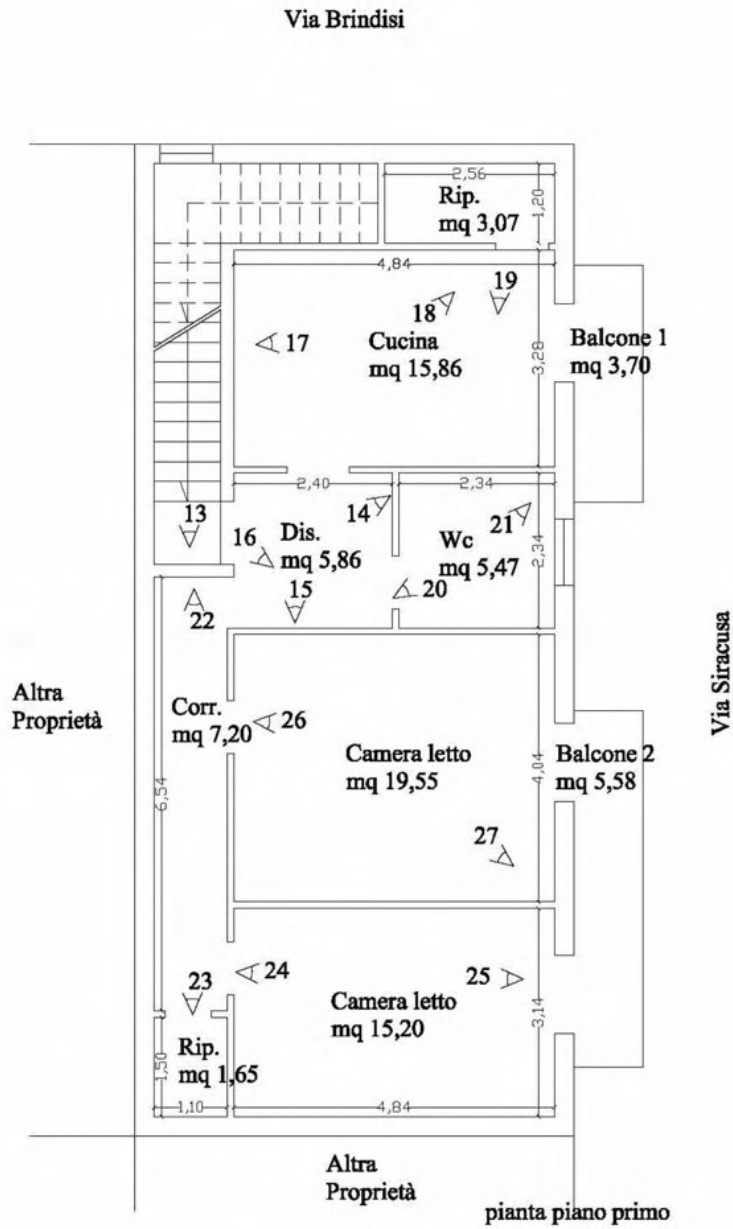 Via Brindisi
2,56
Rip.
mq 3,07
1,20
4,84
19
18
17
Cucina
mq 15,86
3,28
Balcone 1
mq 3,70
2,40
2,34
13
14
21
16
Dis.
mq 5,86
Wc
mq 5,47
2,34
15
20
22
Altra
Proprietà
Corr.
mq 7,20
26
Camera letto
mq 19,55
4,04
Balcone 2
mq 5,58
Via Siracusa
6,54
27
23
24
25
Camera letto
mq 15,20
3,14
Rip.
mq 1,65
1,50
1,10
4,84
Altra
Proprietà
pianta piano primo